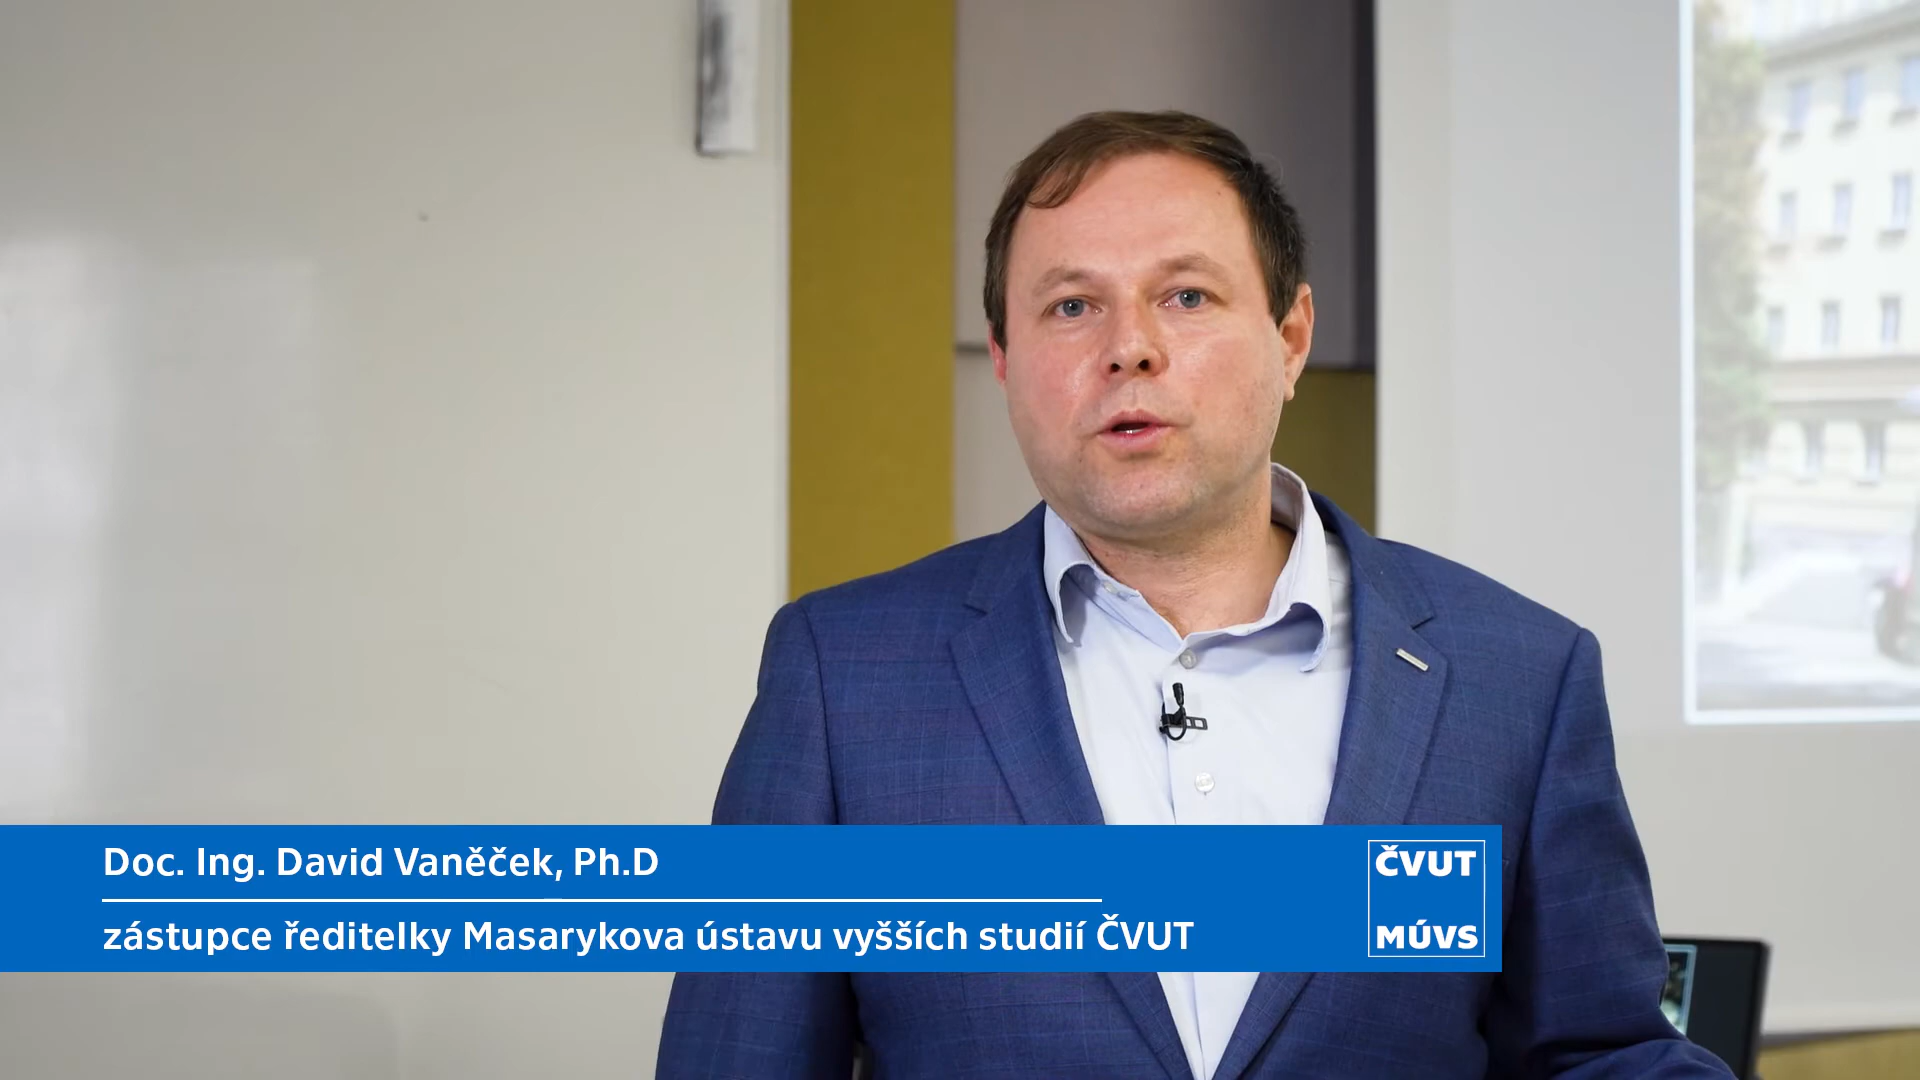 Doc. Ing. David Vaněček, Ph.D
zástupce ředitelky Masarykova ústavu vyšších studií ČVUT
ČVUT
MÚVS